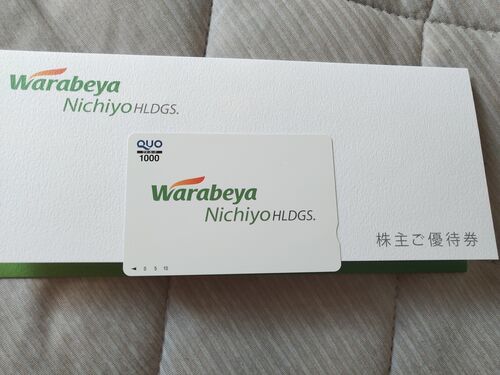 Warabeya
Nichiyo HLDGS.
QUO
1000
Warabeya
Nichiyo HLDGS.
株主ご優待券
0 5 10